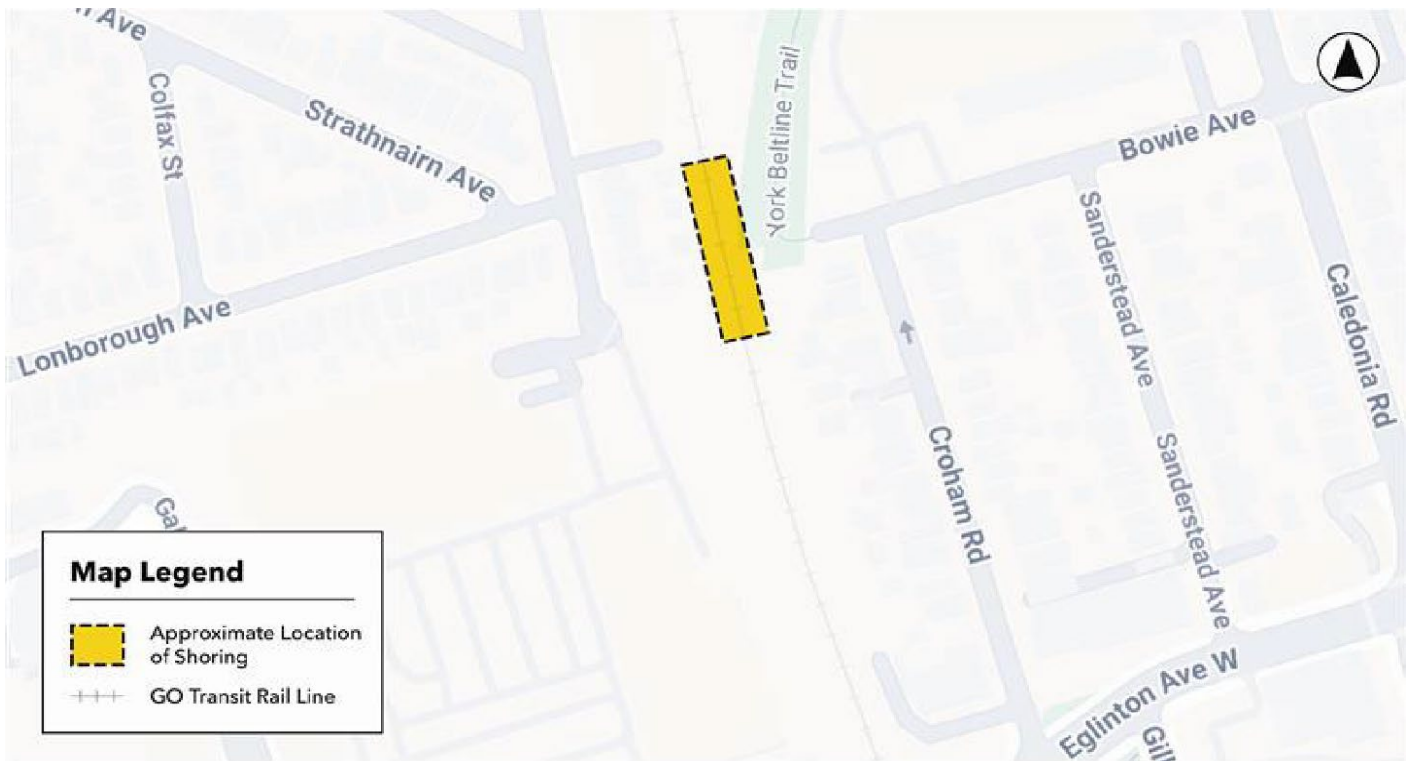 Ave
Colfax St
Strathnairn Ave
Lonborough Ave
York Beltline Trail
Bowie Ave
Sanderstead Ave
Caledonia Rd
Croham Rd
Sanderstead Ave
Eglinton Ave W
Map Legend
Approximate Location
of Shoring
GO Transit Rail Line